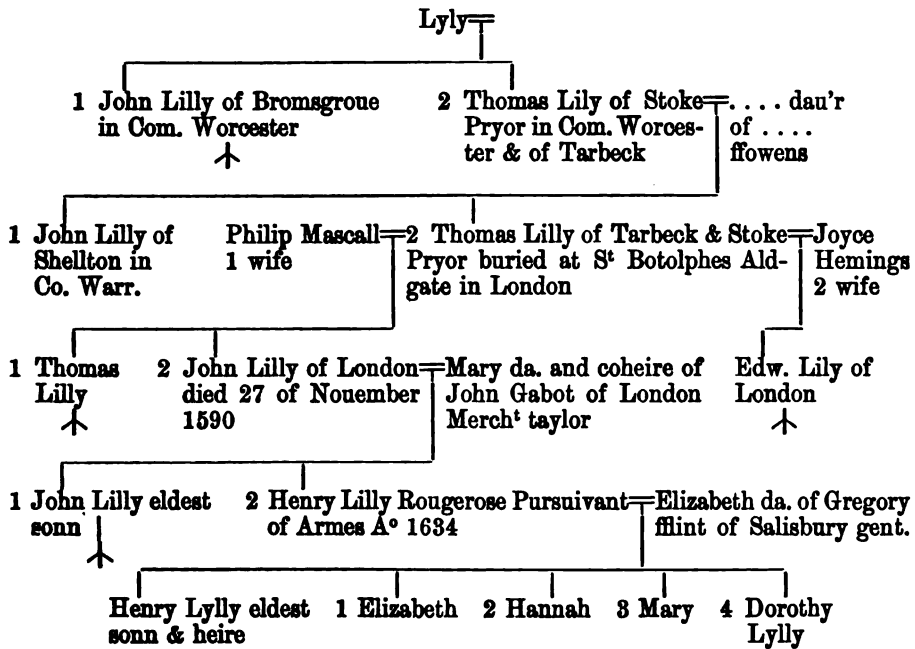 Lyly
1 John Lilly of Bromsgroue
in Com. Worcester
2 Thomas Lily of Stoke
Pryor in Com. Worces-
ter & of Tarbeck
. . . . dau'r
of . . . .
ffowens
1 John Lilly of
Shellton in
Co. Warr.
Philip Mascall
1 wife
2 Thomas Lilly of Tarbeck & Stoke
Pryor buried at Sᵗ Botolphes Ald-
gate in London
Joyce
Hemings
2 wife
1 Thomas
Lilly
2 John Lilly of London
died 27 of Nouember
1590
Mary da. and coheire of
John Gabot of London
Merchᵗ taylor
Edw. Lily of
London
1 John Lilly eldest
sonn
2 Henry Lilly Rougerose Pursuivant
of Armes Aᵒ 1634
Elizabeth da. of Gregory
fflint of Salisbury gent.
Henry Lylly eldest
sonn & heire
1 Elizabeth
2 Hannah
3 Mary
4 Dorothy
Lylly